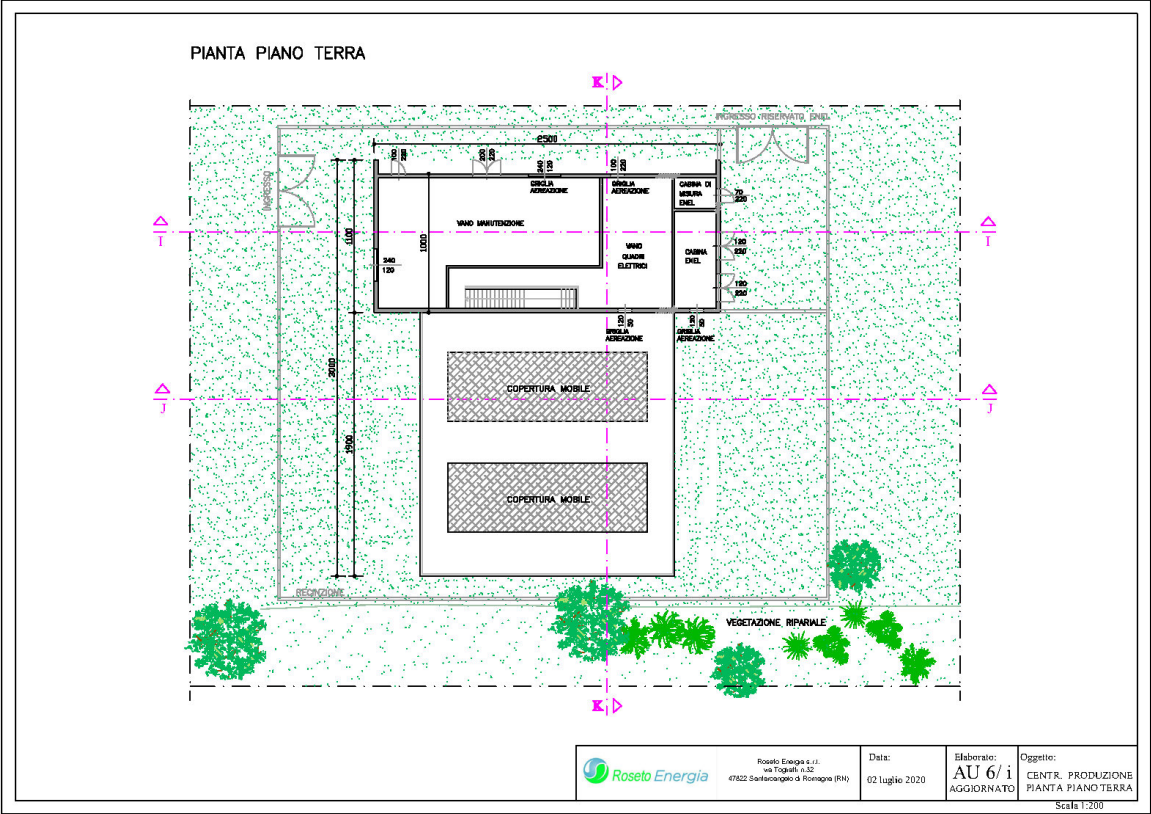 PIANTA PIANO TERRA
K
INGRESSO RISERVATO ENEL
2500
100
220
200
220
240
120
100
220
GRIGLIA
AEREAZIONE
GRIGLIA
AEREAZIONE
CABINA DI
MISURA
ENEL
70
220
INGRESSO
I
I
VANO MANUTENZIONE
1100
1000
VANO
QUADRI
ELETTRICI
CABINA
ENEL
120
230
240
120
120
230
120
50
120
50
GRIGLIA
AEREAZIONE
GRIGLIA
AEREAZIONE
COPERTURA MOBILE
J
J
1900
COPERTURA MOBILE
RECINZIONE
VEGETAZIONE RIPARIALE
K
Roseto Energia
Roseto Energia s.r.l.
via Togliatti n.32
47822 Santarcangelo di Romagna (RN)
Data:
02 luglio 2020
Elaborato:
AU 6/ i
AGGIORNATO
Oggetto:
CENTR. PRODUZIONE
PIANTA PIANO TERRA
Scala 1:200